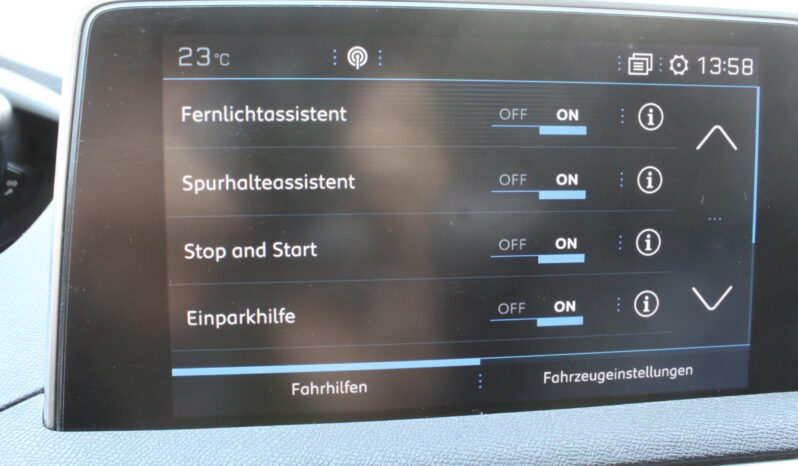 23°C 13:58
Fernlichtassistent OFF ON
Spurhalteassistent OFF ON
Stop and Start OFF ON
Einparkhilfe OFF ON
Fahrhilfen Fahrzeugeinstellungen